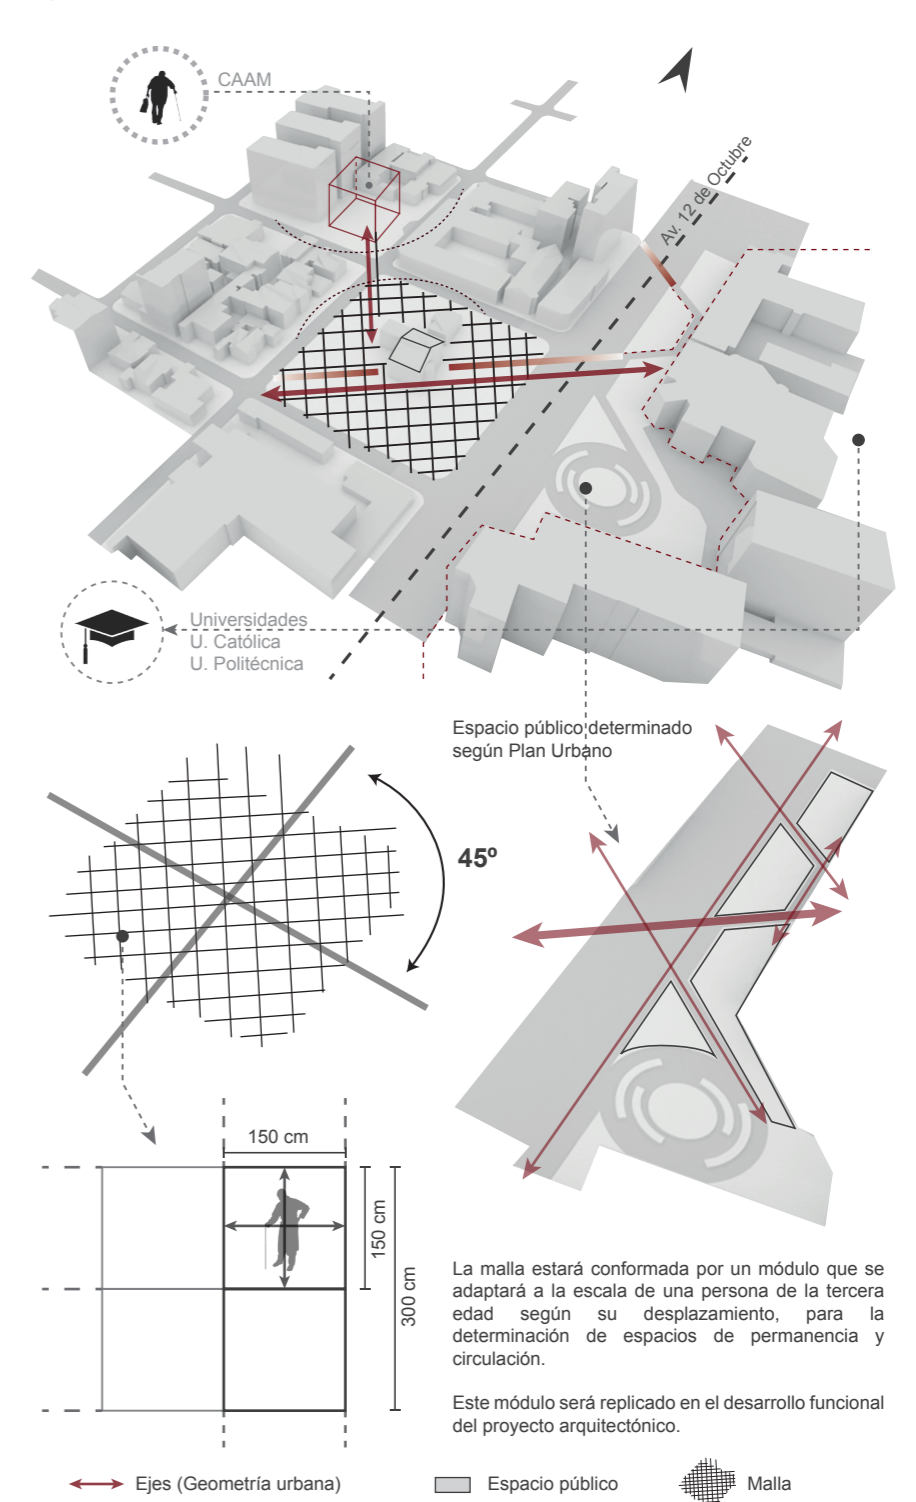 CAAM
Av. 12 de Octubre
Universidades
U. Católica
U. Politécnica
Espacio público determinado
según Plan Urbano
45º
150 cm
150 cm
300 cm
La malla estará conformada por un módulo que se
adaptará a la escala de una persona de la tercera
edad según su desplazamiento, para la
determinación de espacios de permanencia y
circulación.
Este módulo será replicado en el desarrollo funcional
del proyecto arquitectónico.
Ejes (Geometría urbana)
Espacio público
Malla